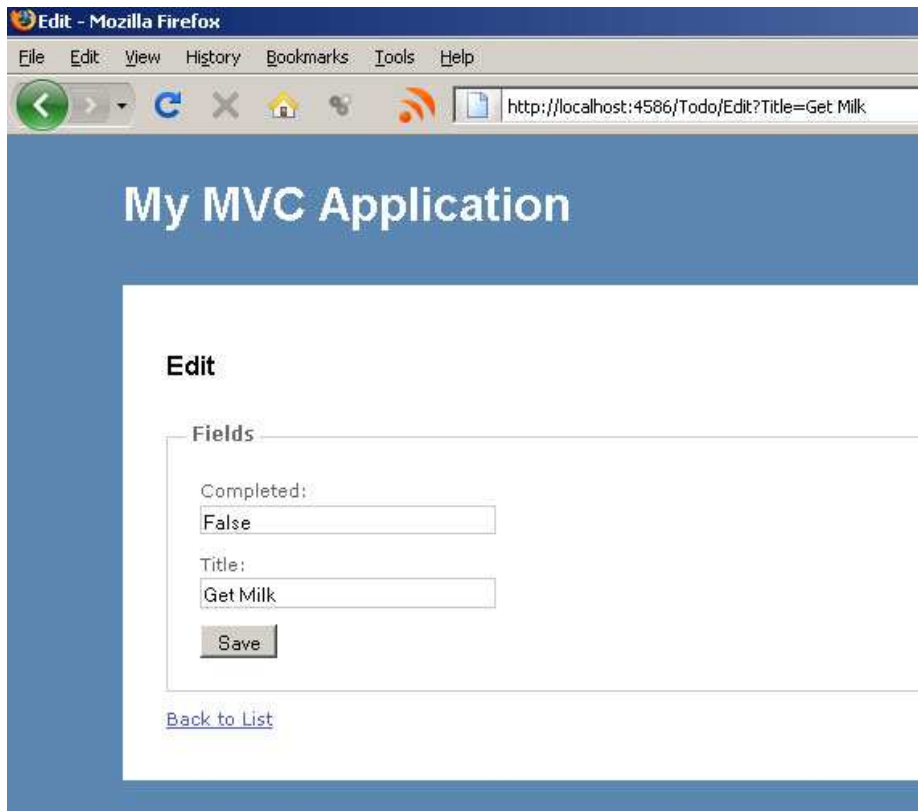 Edit - Mozilla Firefox
File Edit View History Bookmarks Tools Help
http://localhost:4586/Todo/Edit?Title=Get Milk
My MVC Application
Edit
Fields
Completed:
False
Title:
Get Milk
Save
Back to List